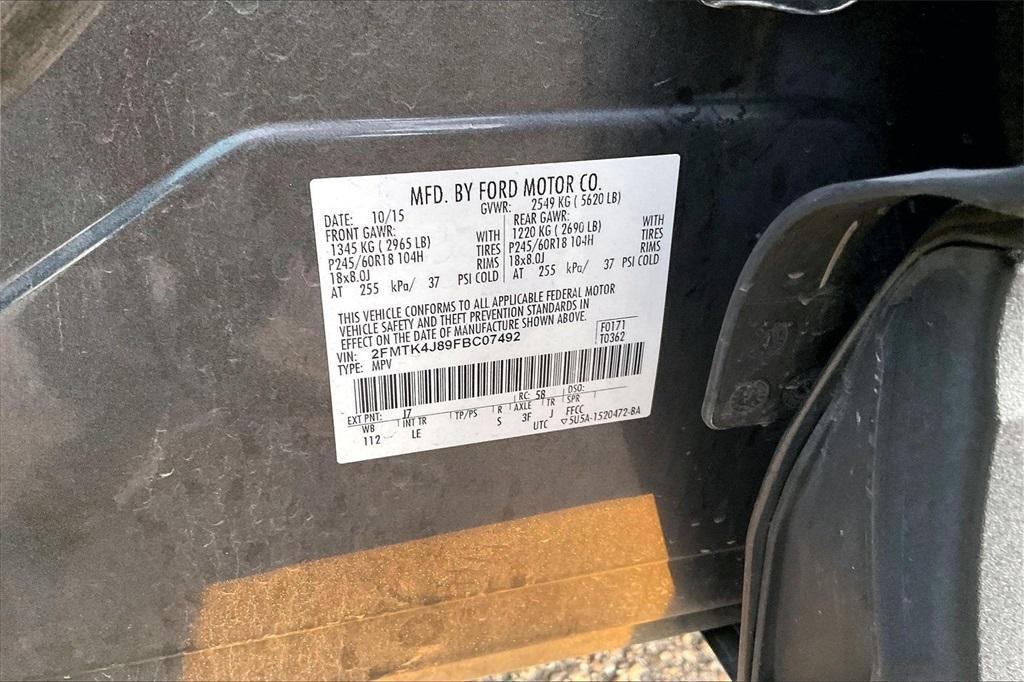 MFD. BY FORD MOTOR CO.
DATE: 10/15 GVWR: 2549 KG ( 5620 LB)
FRONT GAWR: REAR GAWR:
1345 KG ( 2965 LB) WITH 1220 KG ( 2690 LB) WITH
P245/60R18 104H TIRES P245/60R18 104H TIRES
18x8.0J RIMS 18x8.0J RIMS
AT 255 kPa/ 37 PSI COLD AT 255 kPa/ 37 PSI COLD
THIS VEHICLE CONFORMS TO ALL APPLICABLE FEDERAL MOTOR
VEHICLE SAFETY AND THEFT PREVENTION STANDARDS IN
EFFECT ON THE DATE OF MANUFACTURE SHOWN ABOVE.
VIN: 2FMTK4J89FBC07492 F0171
TYPE: MPV T0362
EXT PNT: J7 RC: 58 DSO:
WB INT TR TP/PS R AXLE TR SPR
112 LE S 3F J FFCC
UTC ▽5U5A-1520472-BA